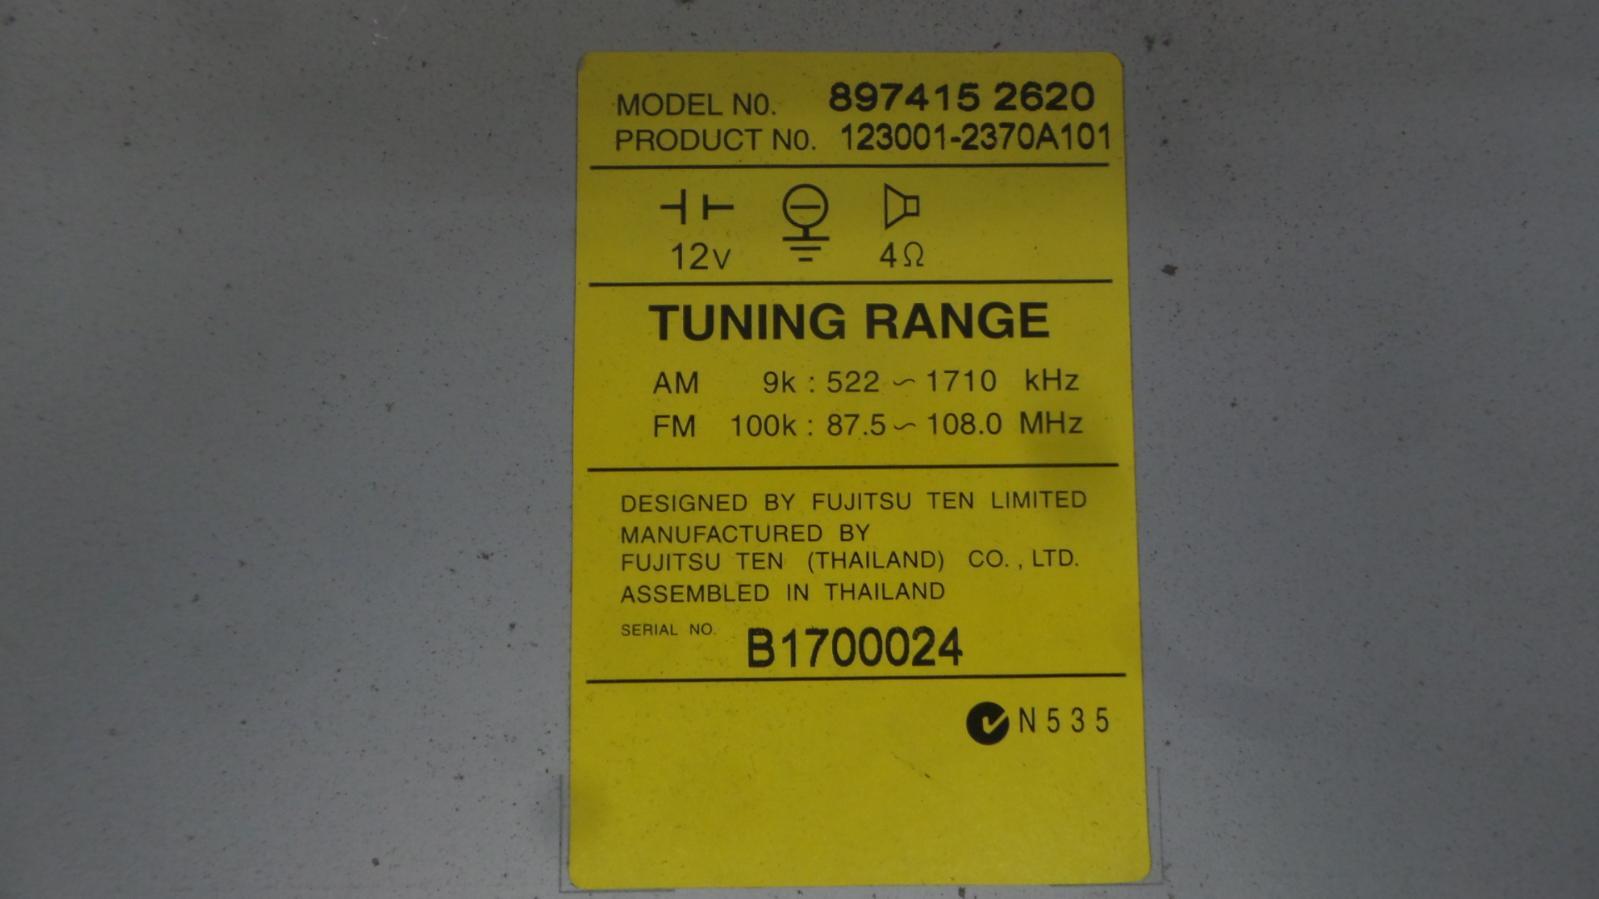 MODEL N0. 897415 2620
PRODUCT N0. 123001-2370A101
12V 4Ω
TUNING RANGE
AM 9k : 522 ~ 1710 kHz
FM 100k : 87.5 ~ 108.0 MHz
DESIGNED BY FUJITSU TEN LIMITED
MANUFACTURED BY
FUJITSU TEN (THAILAND) CO. , LTD.
ASSEMBLED IN THAILAND
SERIAL NO. B1700024
N535